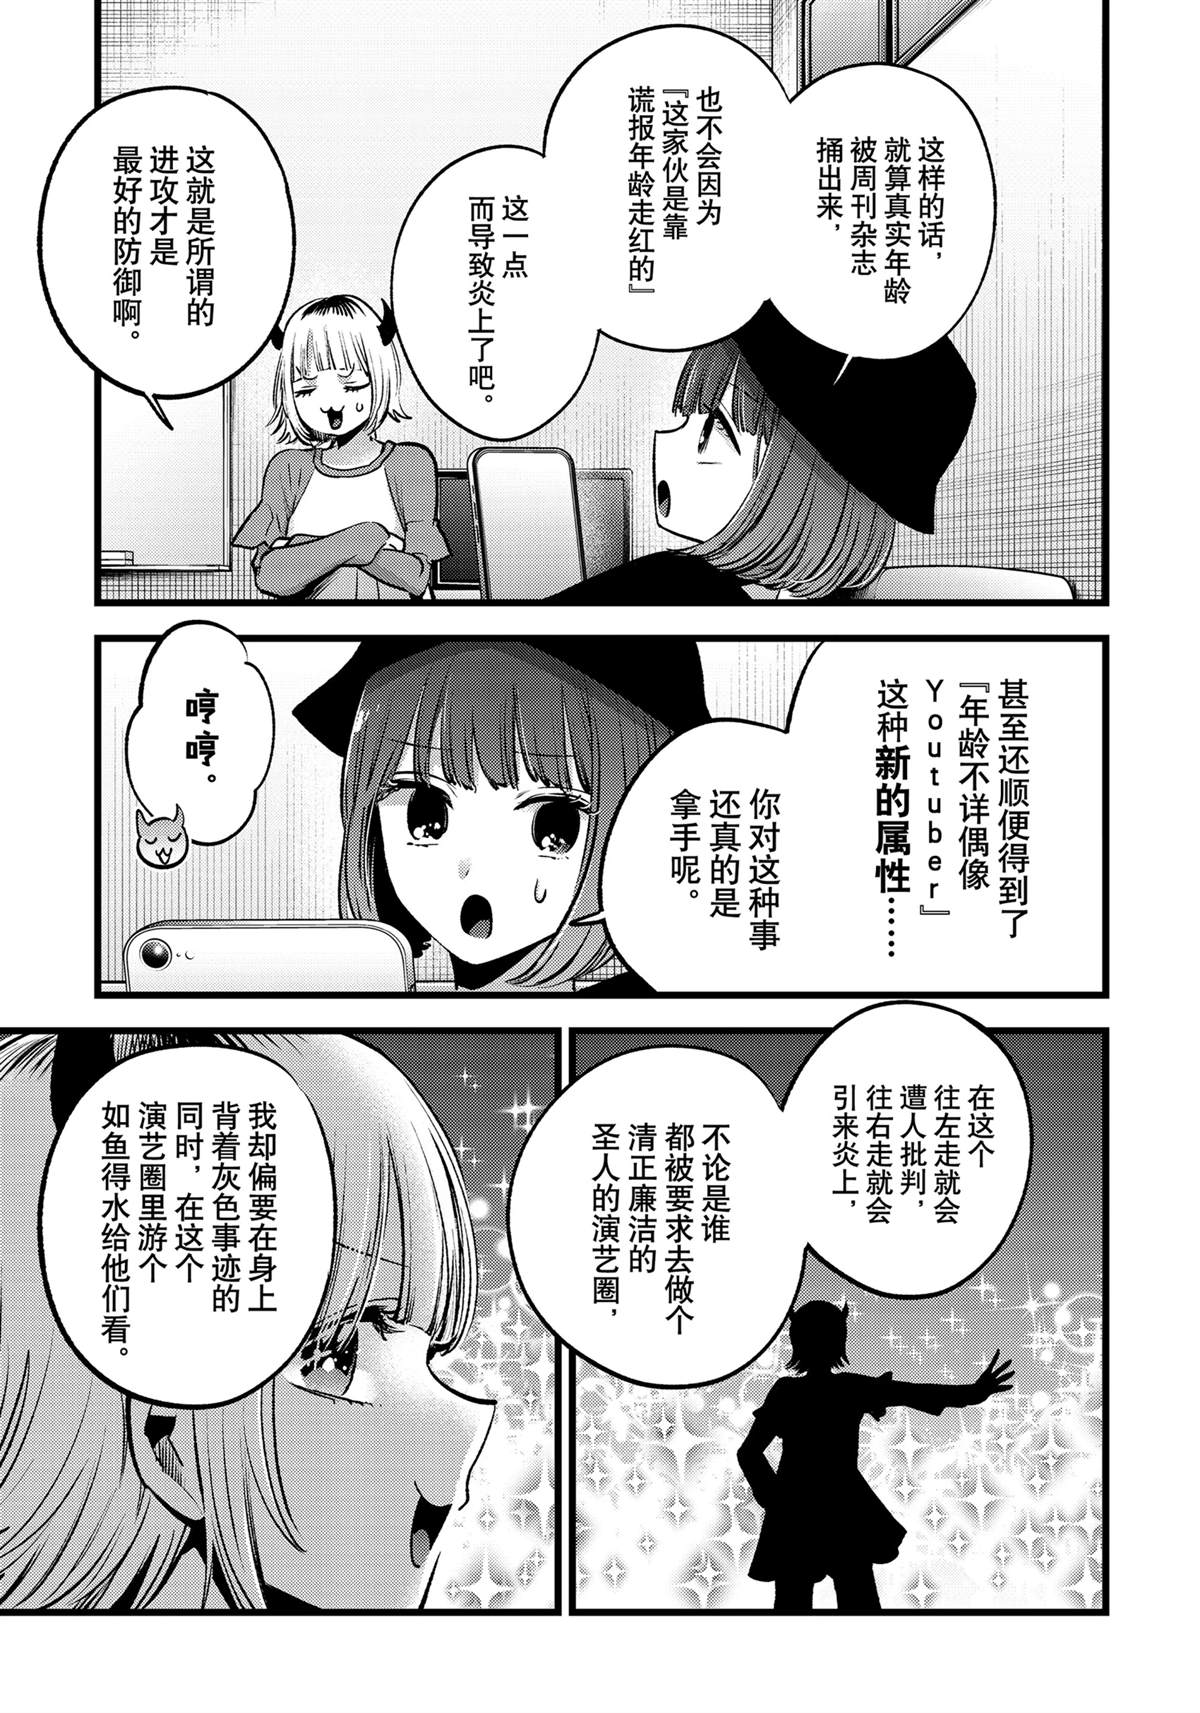 这样的话，
就算真实年龄
被周刊杂志
捅出来，
也不会因为
『这家伙是靠
谎报年龄走红的』
这一点
而导致炎上了吧。
这就是所谓的
进攻才是
最好的防御啊。
甚至还顺便得到了
『年龄不详偶像
Youtuber』
这种新的属性……
你对这种事
还真的是
拿手呢。
哼哼。
在这个
往左走就会
遭人批判，
往右走就会
引来炎上，
不论是谁
都被要求去做个
清正廉洁的
圣人的演艺圈，
我却偏要在身上
背着灰色事迹的
同时，在这个
演艺圈里游个
如鱼得水给他们看。